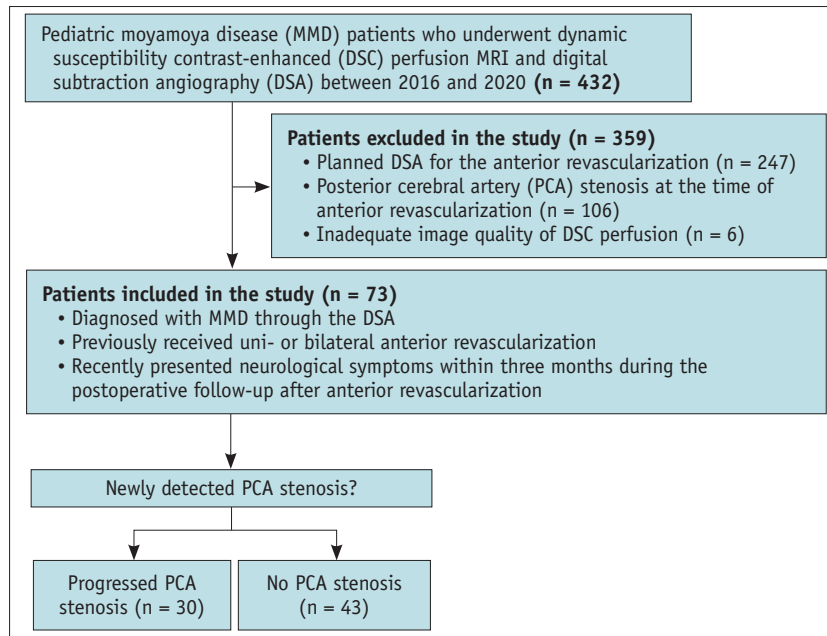 Pediatric moyamoya disease (MMD) patients who underwent dynamic
susceptibility contrast-enhanced (DSC) perfusion MRI and digital
subtraction angiography (DSA) between 2016 and 2020 (n = 432)
Patients excluded in the study (n = 359)
• Planned DSA for the anterior revascularization (n = 247)
• Posterior cerebral artery (PCA) stenosis at the time of
anterior revascularization (n = 106)
• Inadequate image quality of DSC perfusion (n = 6)
Patients included in the study (n = 73)
• Diagnosed with MMD through the DSA
• Previously received uni- or bilateral anterior revascularization
• Recently presented neurological symptoms within three months during the
postoperative follow-up after anterior revascularization
Newly detected PCA stenosis?
Progressed PCA
stenosis (n = 30)
No PCA stenosis
(n = 43)